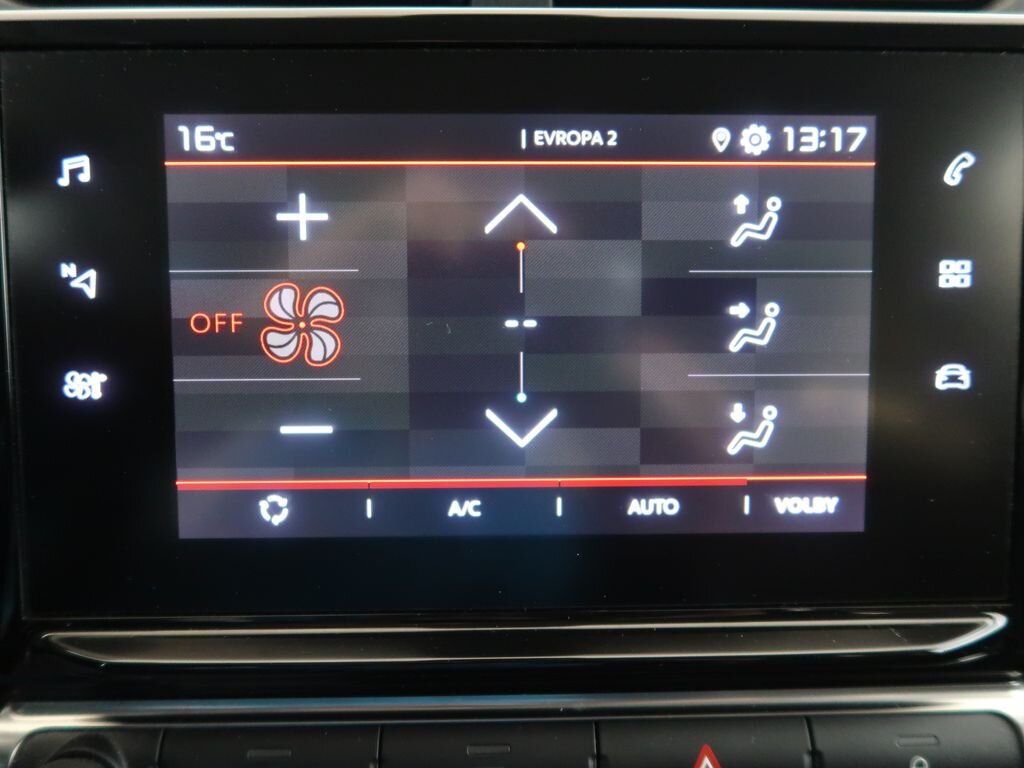 16°C
| EVROPA 2
13:17
N
OFF
--
A/C | AUTO | VOLBY